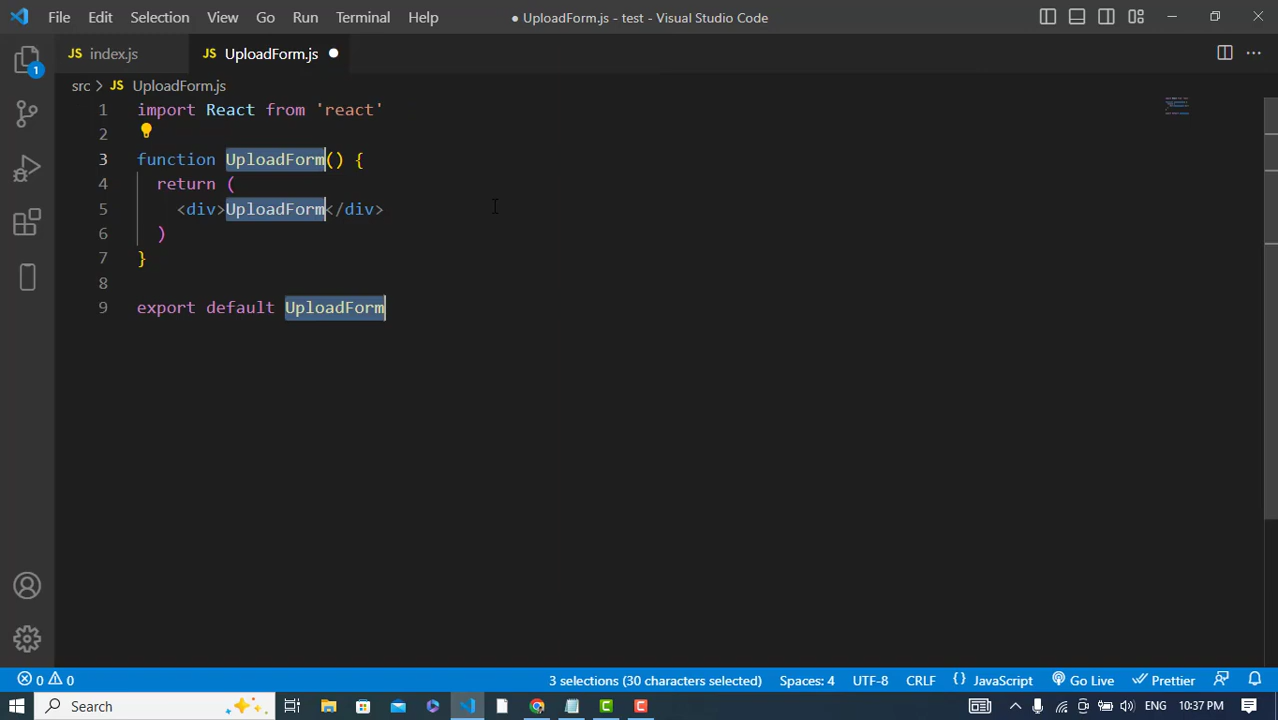 File Edit Selection View Go Run Terminal Help ● UploadForm.js - test - Visual Studio Code
JS index.js JS UploadForm.js
src > JS UploadForm.js
1 import React from 'react'
2
3 function UploadForm() {
4 return (
5 <div>UploadForm</div>
6 )
7 }
8
9 export default UploadForm
1
0 0 3 selections (30 characters selected) Spaces: 4 UTF-8 CRLF {} JavaScript Go Live Prettier
Search ENG 10:37 PM